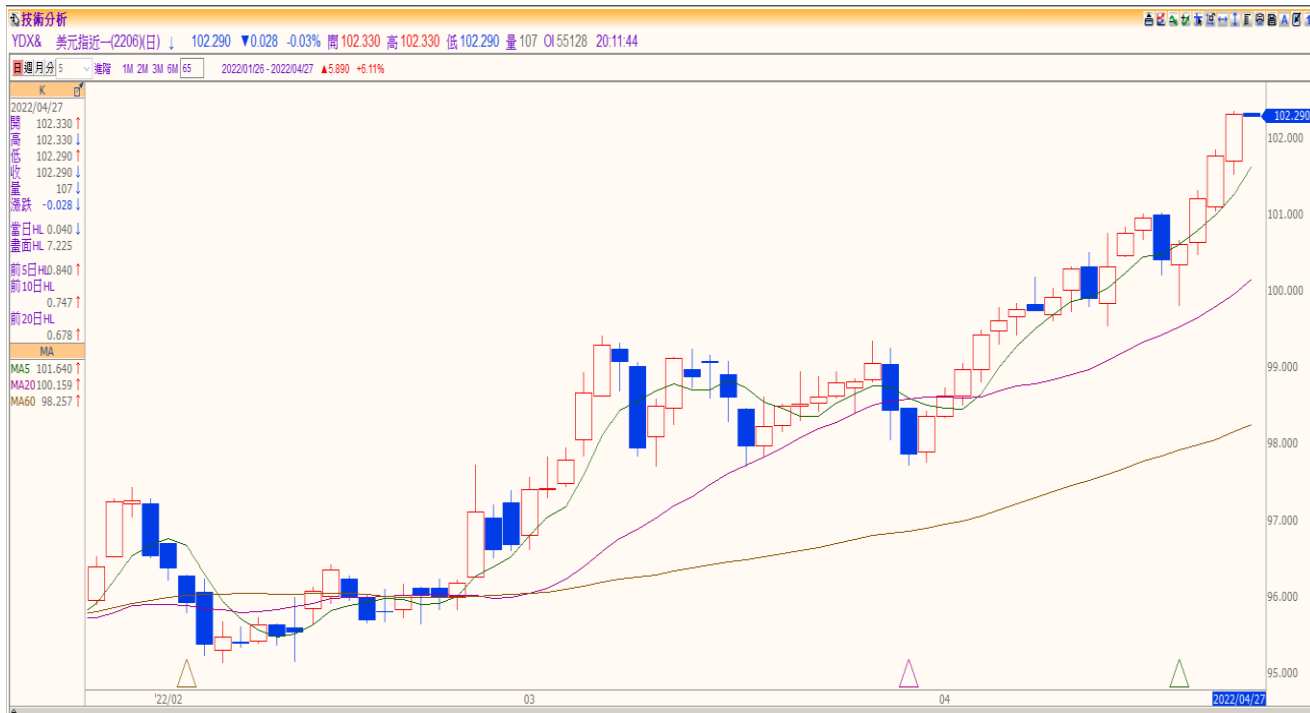 技術分析
YDX& 美元指近一(2206)(日) ↓ 102.290 ▼0.028 -0.03% 開 102.330 高 102.330 低 102.290 量 107 OI 55128 20:11:44
日 週 月 分 5 進階 1M 2M 3M 6M 65 2022/01/26 - 2022/04/27 ▲5.890 +6.11%
K
2022/04/27
開 102.330 ↑
高 102.330 ↓
低 102.290 ↑
收 102.290 ↓
量 107 ↓
漲跌 -0.028 ↓
當日HL 0.040 ↓
畫面HL 7.225
前5日HL0.840 ↑
前10日HL
0.747 ↑
前20日HL
0.678 ↑
MA
MA5 101.640 ↑
MA20 100.159 ↑
MA60 98.257 ↑
102.290
102.000
101.000
100.000
99.000
98.000
97.000
96.000
95.000
'22/02 03 04 2022/04/27